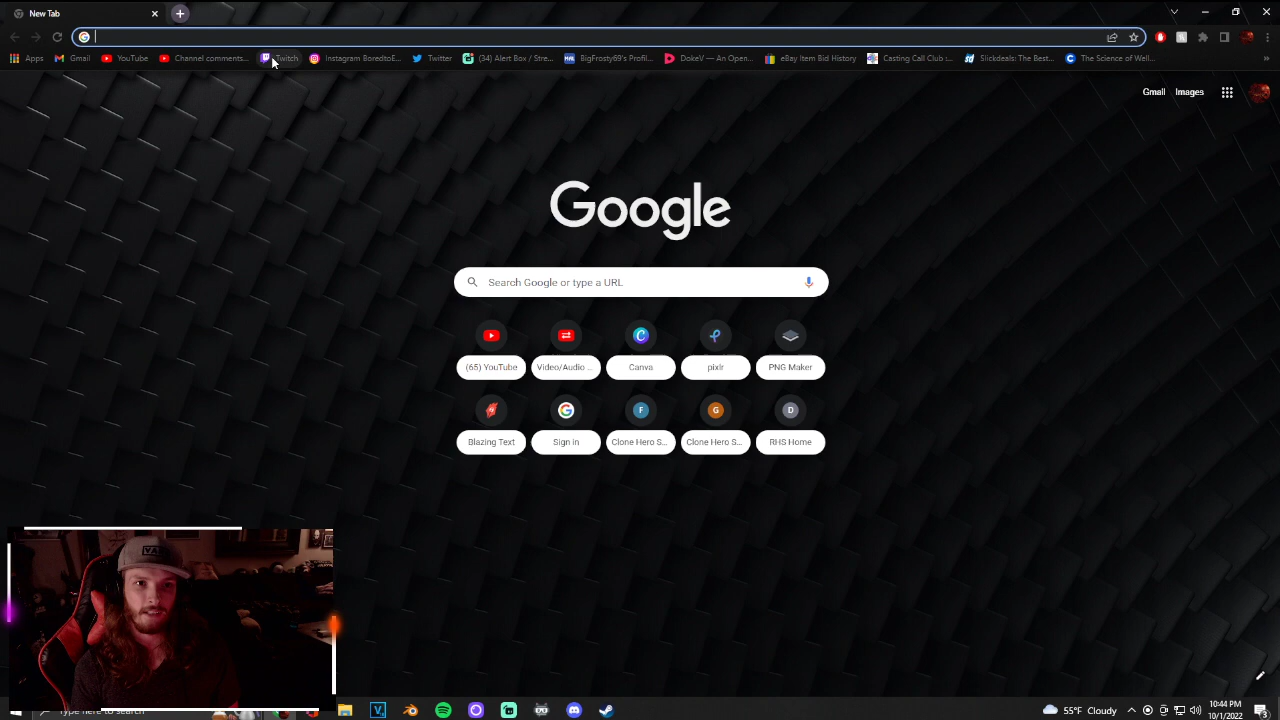 New Tab
Apps Gmail YouTube Channel comments... Twitch Instagram BoredtoE... Twitter (34) Alert Box / Stre... BigFrosty69's Profil... DokeV — An Open... eBay Item Bid History Casting Call Club :... Slickdeals: The Best... The Science of Well...
Gmail Images
Google
Search Google or type a URL
(65) YouTube Video/Audio ... Canva pixlr PNG Maker
F G D
Blazing Text Sign in Clone Hero S... Clone Hero S... RHS Home
Type here to search
55°F Cloudy
10:44 PM
10/1/2022